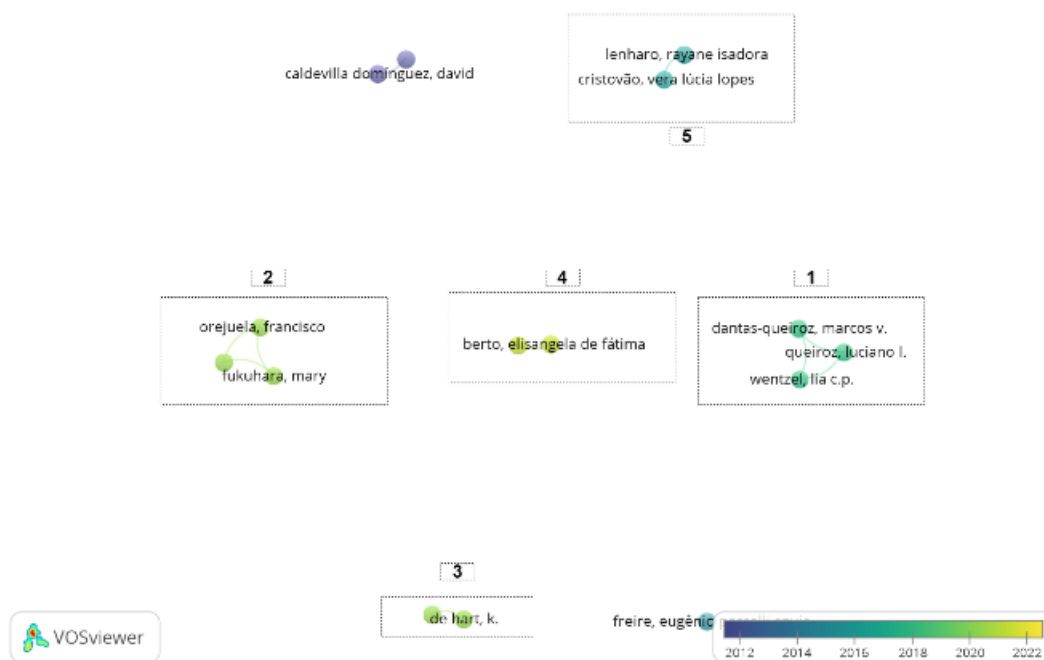 lenharo, rayane isadora
caldevilla domínguez, david
cristovão, vera lúcia lopes
5
2
4
1
orejuela, francisco
dantas-queiroz, marcos v.
berto, elisangela de fátima
queiroz, luciano l.
fukuhara, mary
wentzel, lia c.p.
3
de hart, k.
freire, eugênio
VOSviewer
2012 2014 2016 2018 2020 2022